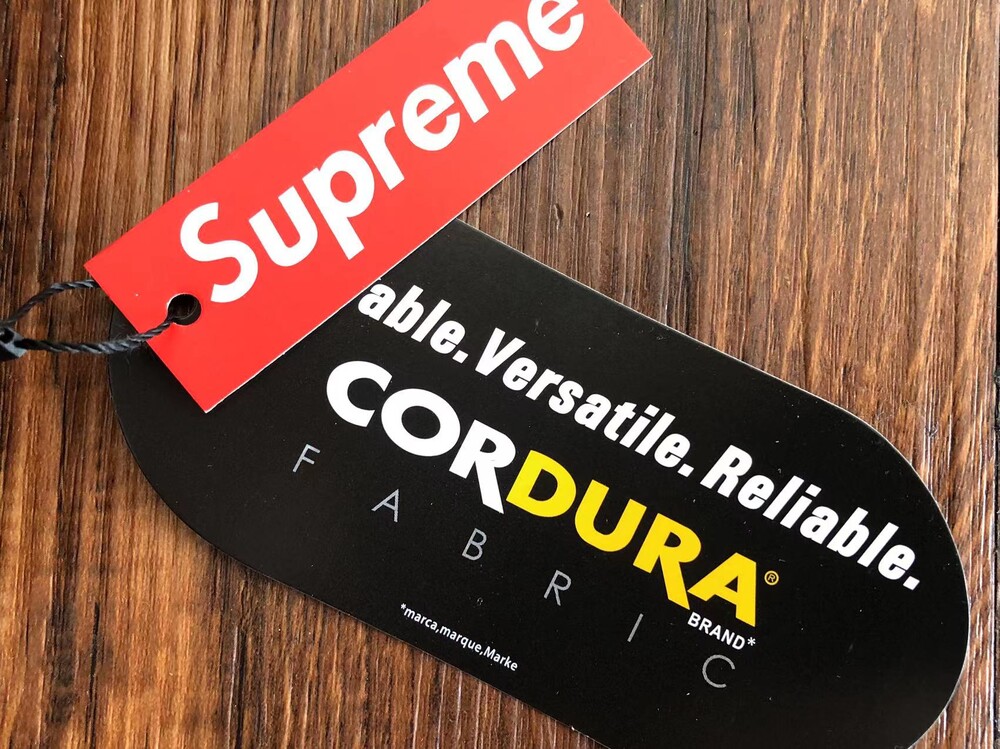 Supreme
able. Versatile. Reliable.
CORDURA®
BRAND*
FABRIC
*marca,marque,Marke